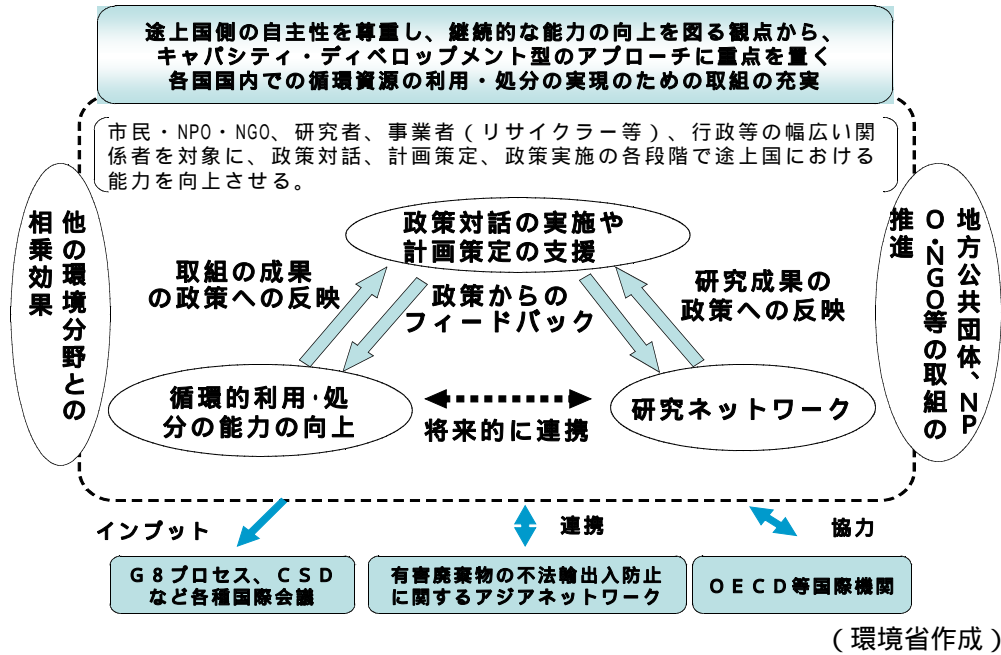 途上国側の自主性を尊重し、継続的な能力の向上を図る観点から、
キャパシティ・ディベロップメント型のアプローチに重点を置く
各国国内での循環資源の利用・処分の実現のための取組の充実
市民・NPO・NGO、研究者、事業者（リサイクラー等）、行政等の幅広い関
係者を対象に、政策対話、計画策定、政策実施の各段階で途上国における
能力を向上させる。
他の環境分野との
相乗効果
政策対話の実施や
計画策定の支援
地方公共団体、ＮＰ
Ｏ・ＮＧＯ等の取組の
推進
取組の成果
の政策への反映
政策からの
フィードバック
研究成果の
政策への反映
循環的利用・処
分の能力の向上
将来的に連携
研究ネットワーク
インプット
連携
協力
Ｇ８プロセス、ＣＳＤ
など各種国際会議
有害廃棄物の不法輸出入防止
に関するアジアネットワーク
ＯＥＣＤ等国際機関
（環境省作成）